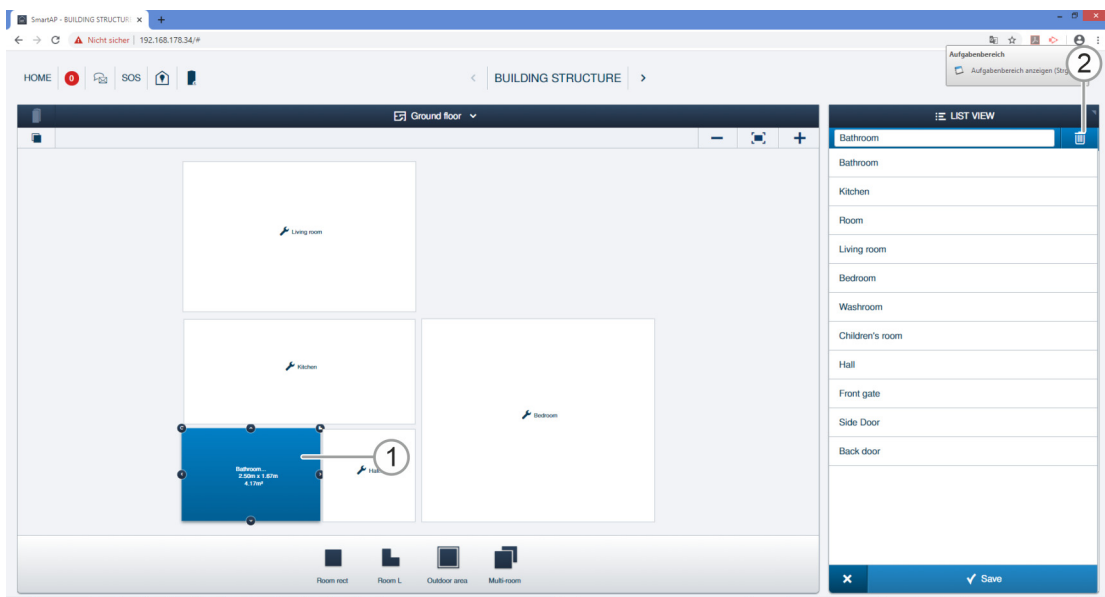 SmartAP - BUILDING STRUCTUR
Nicht sicher | 192.168.178.34/#
Aufgabenbereich
Aufgabenbereich anzeigen (Strg
2
HOME 0 SOS
BUILDING STRUCTURE
Ground floor
LIST VIEW
Bathroom
Bathroom
Kitchen
Room
Living room
Bedroom
Washroom
Children's room
Hall
Front gate
Side Door
Back door
Living room
Kitchen
Bedroom
Bathroom...
2.50m x 1.67m
4.17m²
1
Hal
Room rect
Room L
Outdoor area
Multi-room
Save